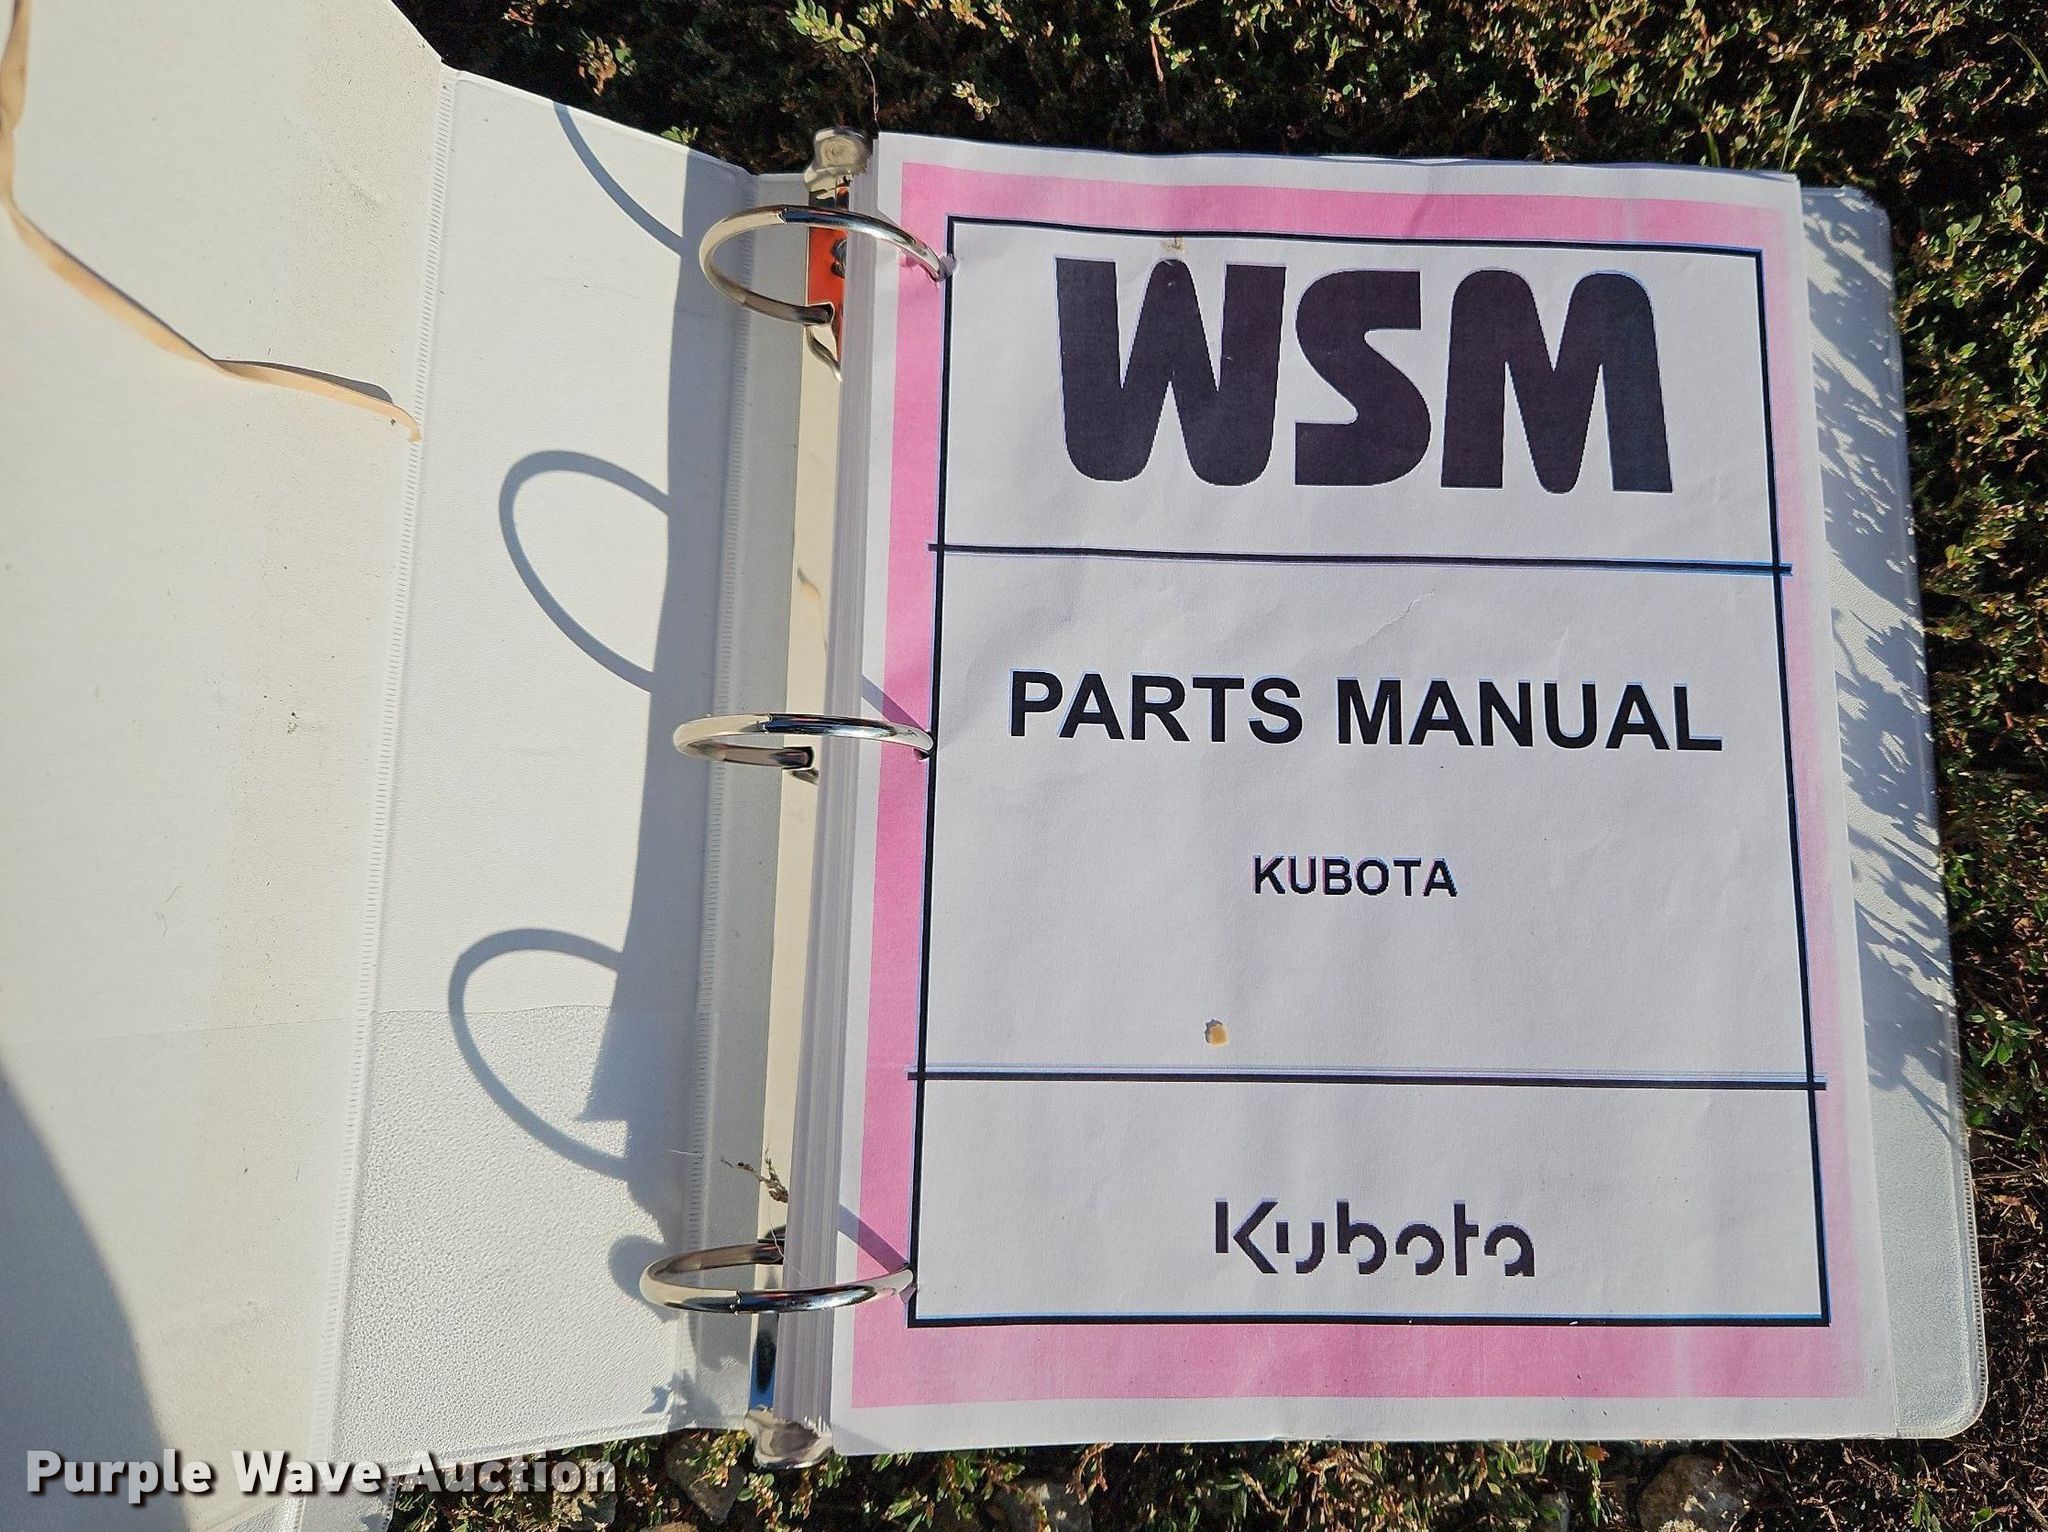 WSM
PARTS MANUAL
KUBOTA
Kubota
Purple Wave Auction